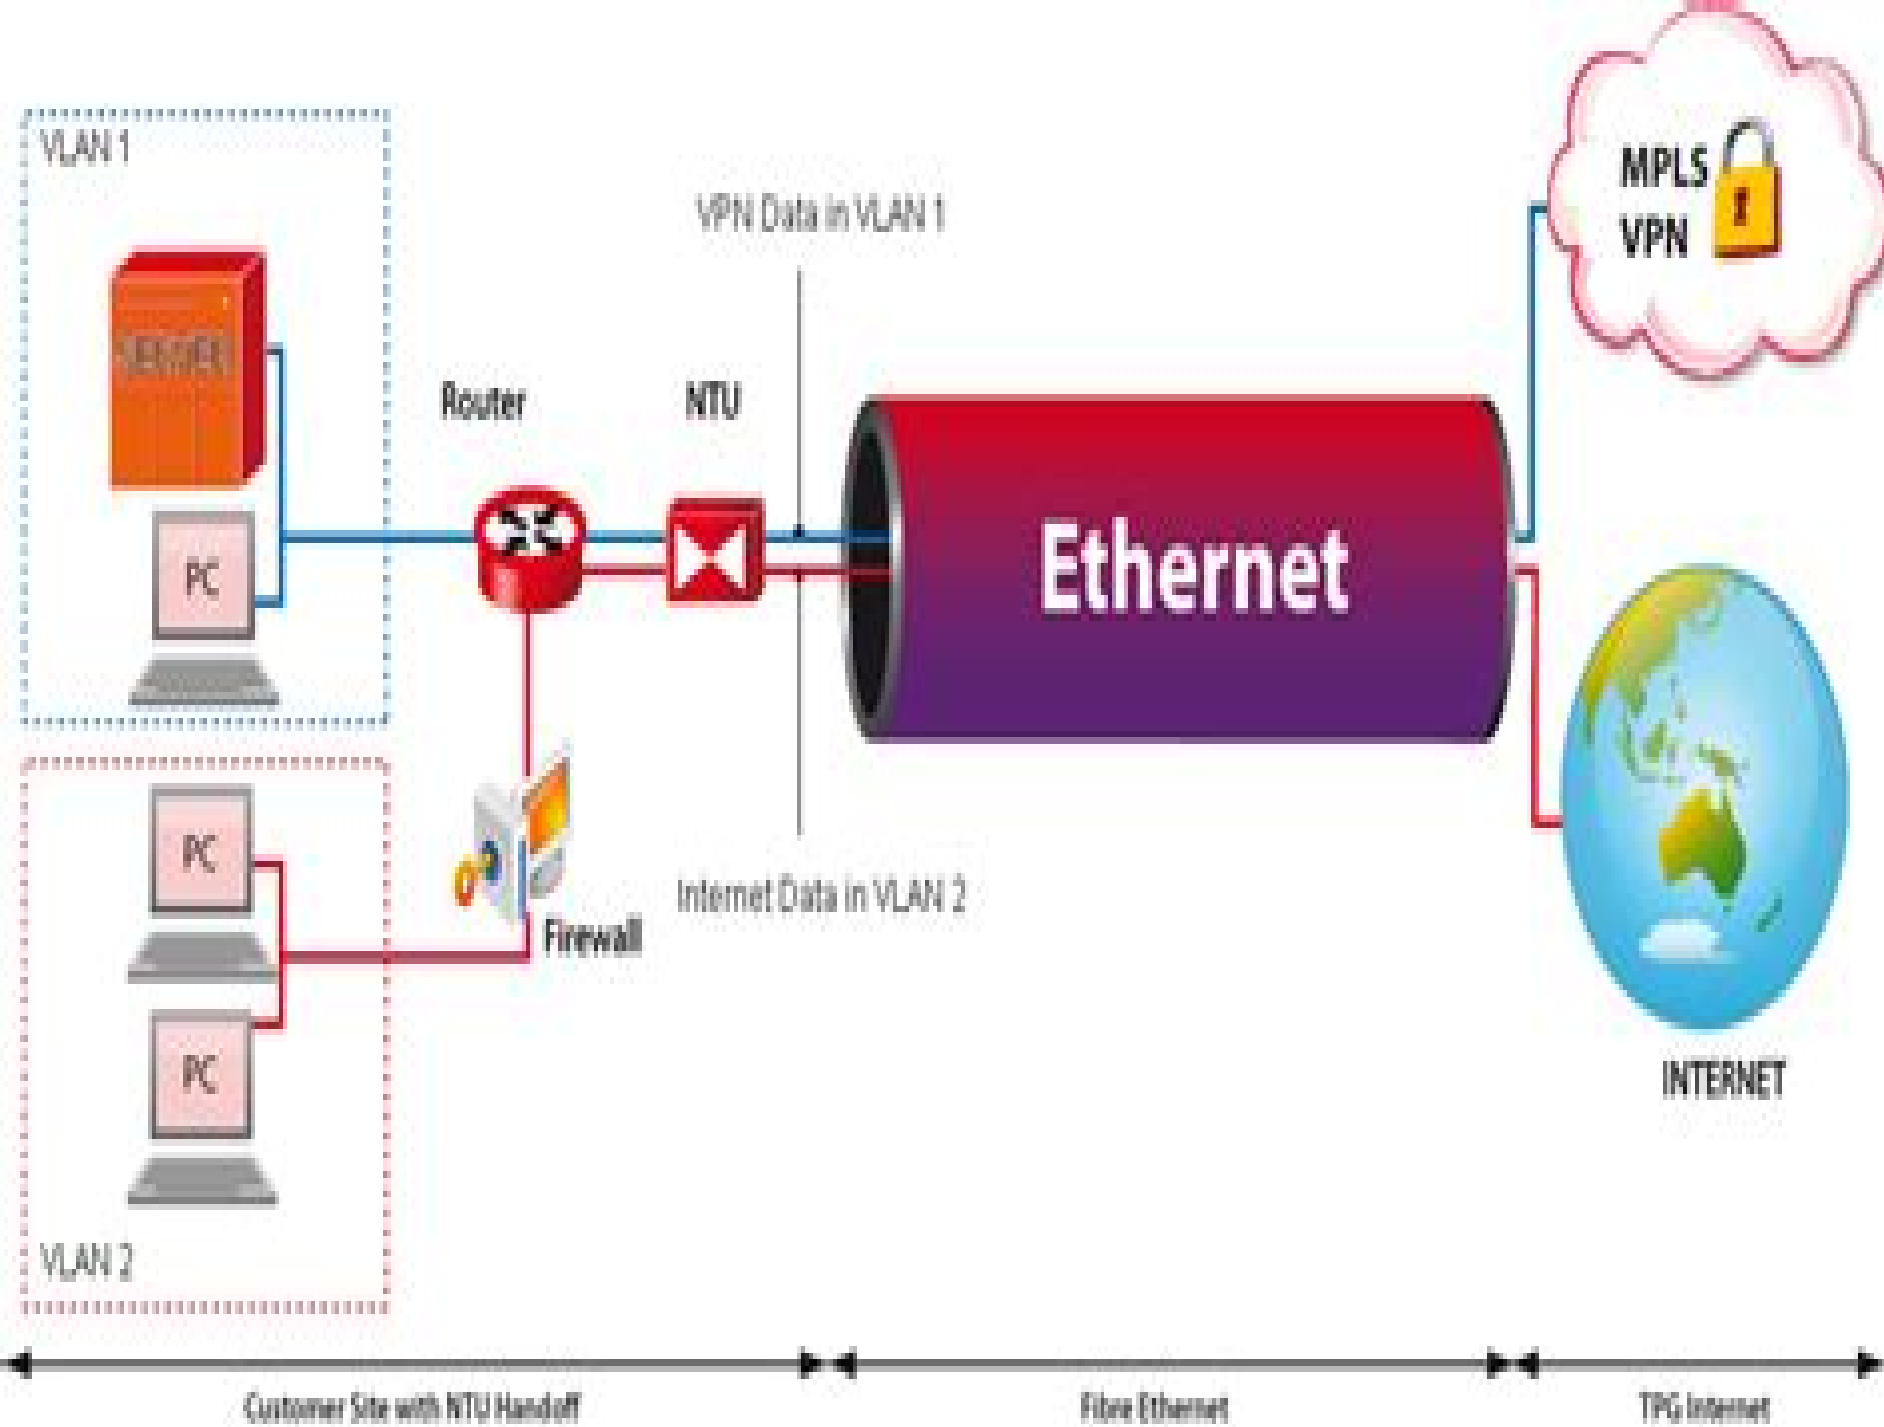 VLAN 1
VPN Data in VLAN 1
MPLS
VPN
Router
NTU
Ethernet
PC
PC
Internet Data in VLAN 2
Firewall
PC
INTERNET
VLAN 2
Customer Site with NTU Handoff
Fibre Ethernet
TPG Internet